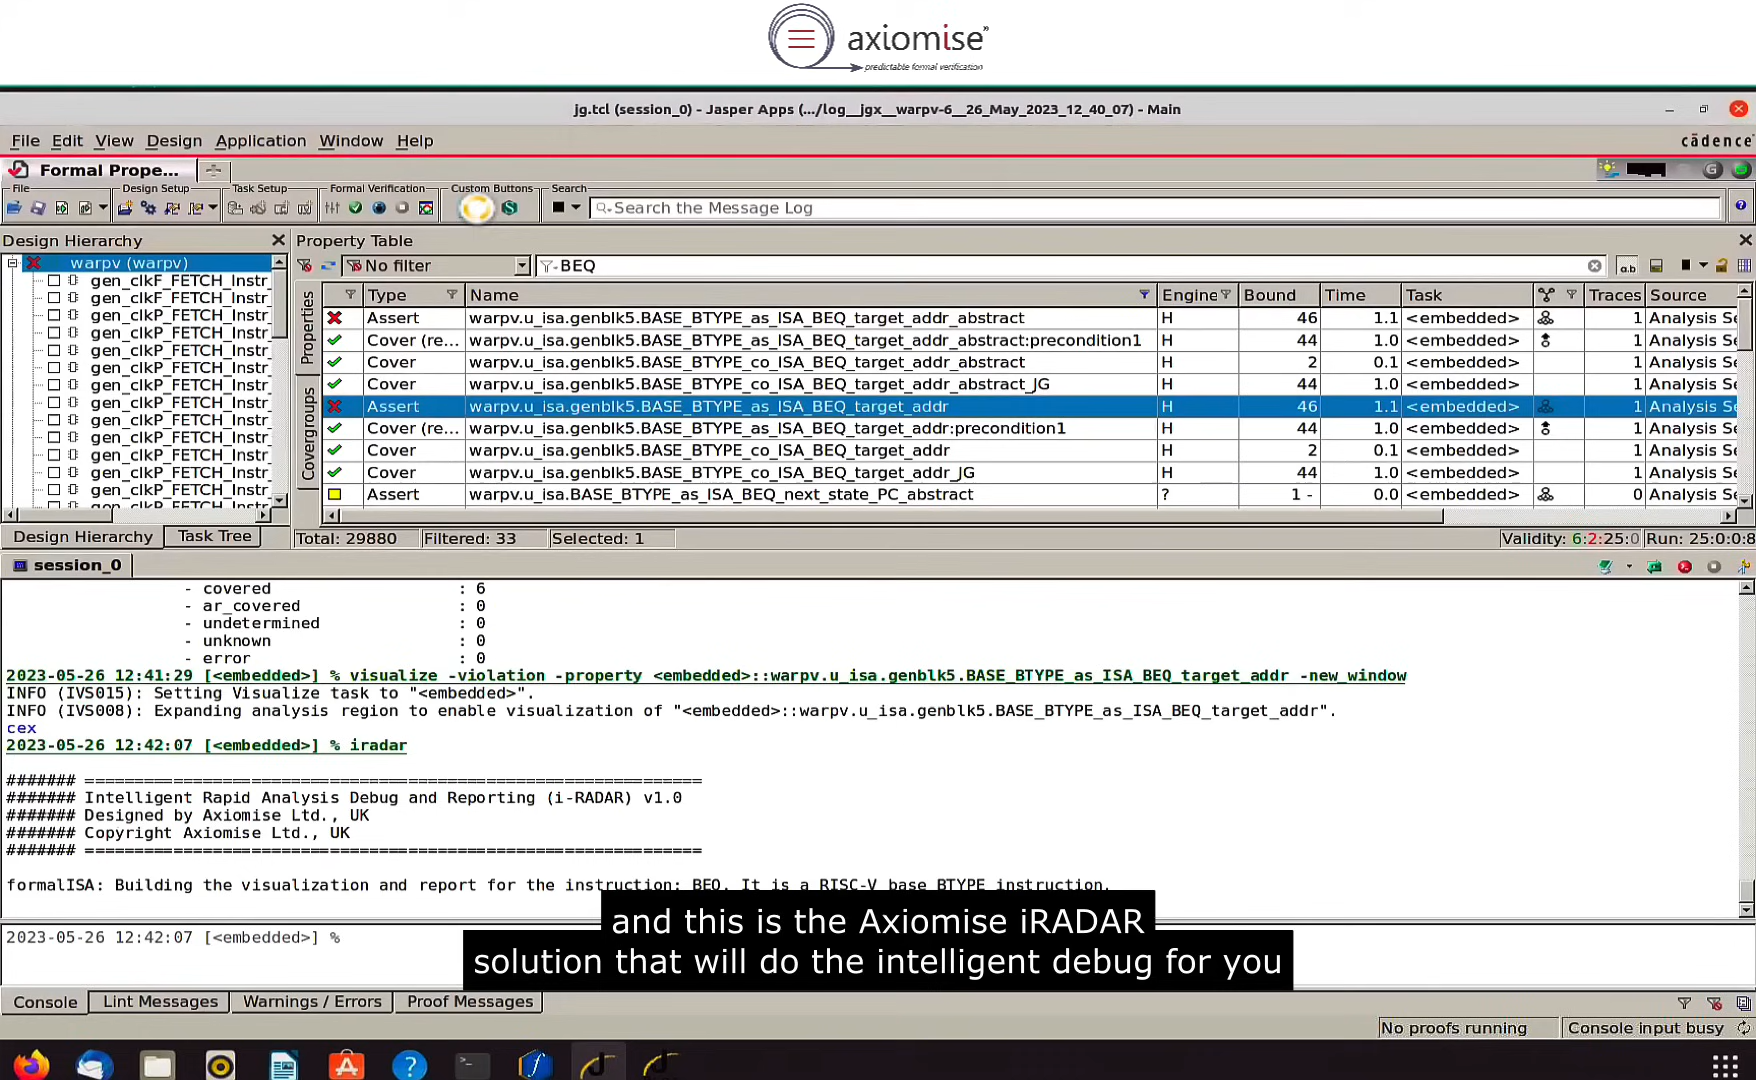 axiomise
predictable formal verification
jg.tcl (session_0) - Jasper Apps (.../log__jgx__warpv-6__26_May_2023_12_40_07) - Main
File Edit View Design Application Window Help
cādence
Formal Prope...
File Design Setup Task Setup Formal Verification Custom Buttons Search
Search the Message Log
Design Hierarchy
Property Table
No filter
BEQ
warpv (warpv)
gen_clkF_FETCH_Instr
gen_clkF_FETCH_Instr
gen_clkP_FETCH_Instr
gen_clkP_FETCH_Instr
gen_clkP_FETCH_Instr
gen_clkP_FETCH_Instr
gen_clkP_FETCH_Instr
gen_clkP_FETCH_Instr
gen_clkP_FETCH_Instr
gen_clkP_FETCH_Instr
gen_clkP_FETCH_Instr
gen_clkP_FETCH_Instr
gen_clkP_FETCH_Instr
Design Hierarchy Task Tree
Properties
Covergroups
Type Name Engine Bound Time Task Traces Source
Assert warpv.u_isa.genblk5.BASE_BTYPE_as_ISA_BEQ_target_addr_abstract H 46 1.1 <embedded> 1 Analysis Se
Cover (re... warpv.u_isa.genblk5.BASE_BTYPE_as_ISA_BEQ_target_addr_abstract:precondition1 H 44 1.0 <embedded> 1 Analysis Se
Cover warpv.u_isa.genblk5.BASE_BTYPE_co_ISA_BEQ_target_addr_abstract H 2 0.1 <embedded> 1 Analysis Se
Cover warpv.u_isa.genblk5.BASE_BTYPE_co_ISA_BEQ_target_addr_abstract_JG H 44 1.0 <embedded> 1 Analysis Se
Assert warpv.u_isa.genblk5.BASE_BTYPE_as_ISA_BEQ_target_addr H 46 1.1 <embedded> 1 Analysis Se
Cover (re... warpv.u_isa.genblk5.BASE_BTYPE_as_ISA_BEQ_target_addr:precondition1 H 44 1.0 <embedded> 1 Analysis Se
Cover warpv.u_isa.genblk5.BASE_BTYPE_co_ISA_BEQ_target_addr H 2 0.1 <embedded> 1 Analysis Se
Cover warpv.u_isa.genblk5.BASE_BTYPE_co_ISA_BEQ_target_addr_JG H 44 1.0 <embedded> 1 Analysis Se
Assert warpv.u_isa.BASE_BTYPE_as_ISA_BEQ_next_state_PC_abstract ? 1 - 0.0 <embedded> 0 Analysis Se
Total: 29880 Filtered: 33 Selected: 1 Validity: 6:2:25:0 Run: 25:0:0:8
session_0
- covered : 6
- ar_covered : 0
- undetermined : 0
- unknown : 0
- error : 0
2023-05-26 12:41:29 [<embedded>] % visualize -violation -property <embedded>::warpv.u_isa.genblk5.BASE_BTYPE_as_ISA_BEQ_target_addr -new_window
INFO (IVS015): Setting Visualize task to "<embedded>".
INFO (IVS008): Expanding analysis region to enable visualization of "<embedded>::warpv.u_isa.genblk5.BASE_BTYPE_as_ISA_BEQ_target_addr".
cex
2023-05-26 12:42:07 [<embedded>] % iradar
####### ===============================================================
####### Intelligent Rapid Analysis Debug and Reporting (i-RADAR) v1.0
####### Designed by Axiomise Ltd., UK
####### Copyright Axiomise Ltd., UK
####### ===============================================================
formalISA: Building the visualization and report for the instruction: BEQ. It is a RISC-V base BTYPE instruction.
and this is the Axiomise iRADAR
solution that will do the intelligent debug for you
2023-05-26 12:42:07 [<embedded>] %
Console Lint Messages Warnings / Errors Proof Messages
No proofs running Console input busy